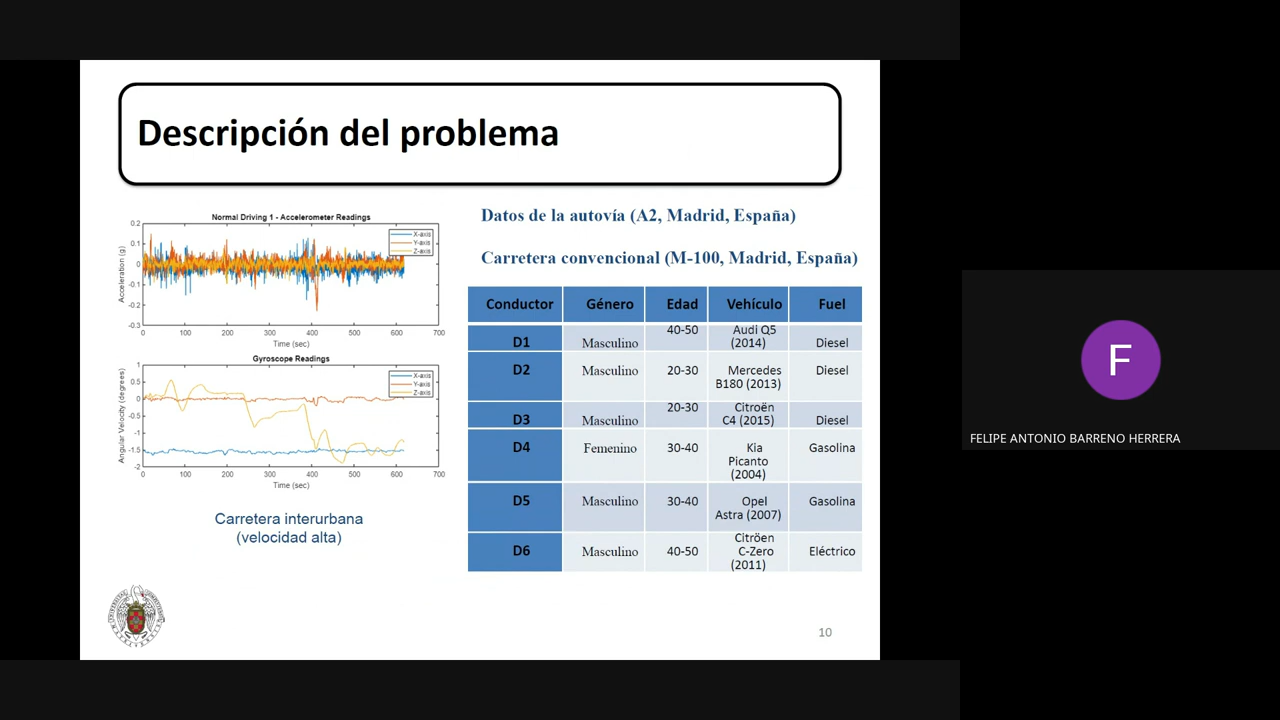 Descripción del problema
Normal Driving 1 - Accelerometer Readings
0.2
0.1
0
-0.1
-0.2
-0.3
Acceleration (g)
X-axis
Y-axis
Z-axis
0 100 200 300 400 500 600 700
Time (sec)
Gyroscope Readings
1
0.5
0
-0.5
-1
-1.5
-2
Angular Velocity (degrees)
X-axis
Y-axis
Z-axis
0 100 200 300 400 500 600 700
Time (sec)
Carretera interurbana
(velocidad alta)
Datos de la autovía (A2, Madrid, España)
Carretera convencional (M-100, Madrid, España)
Conductor Género Edad Vehículo Fuel
D1 Masculino 40-50 Audi Q5 (2014) Diesel
D2 Masculino 20-30 Mercedes B180 (2013) Diesel
D3 Masculino 20-30 Citroën C4 (2015) Diesel
D4 Femenino 30-40 Kia Picanto (2004) Gasolina
D5 Masculino 30-40 Opel Astra (2007) Gasolina
D6 Masculino 40-50 Citröen C-Zero (2011) Eléctrico
10
F
FELIPE ANTONIO BARRENO HERRERA